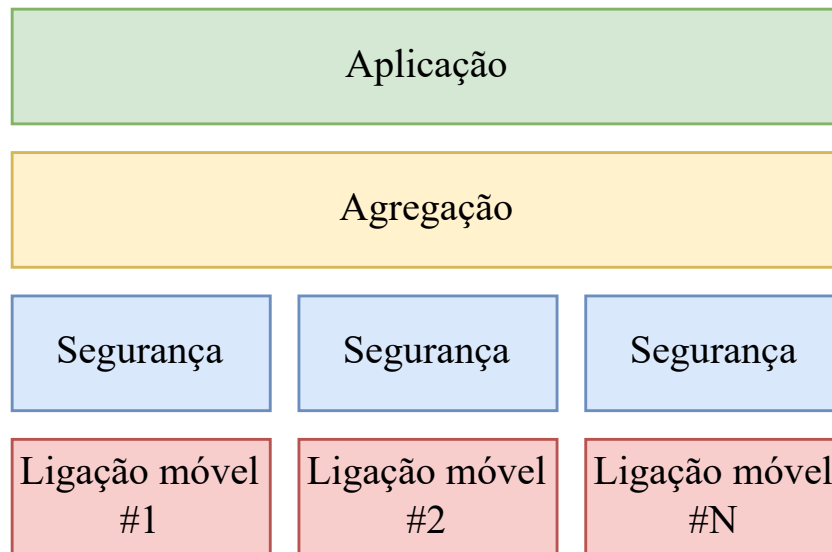 Aplicação
Agregação
Segurança
Segurança
Segurança
Ligação móvel
#1
Ligação móvel
#2
Ligação móvel
#N